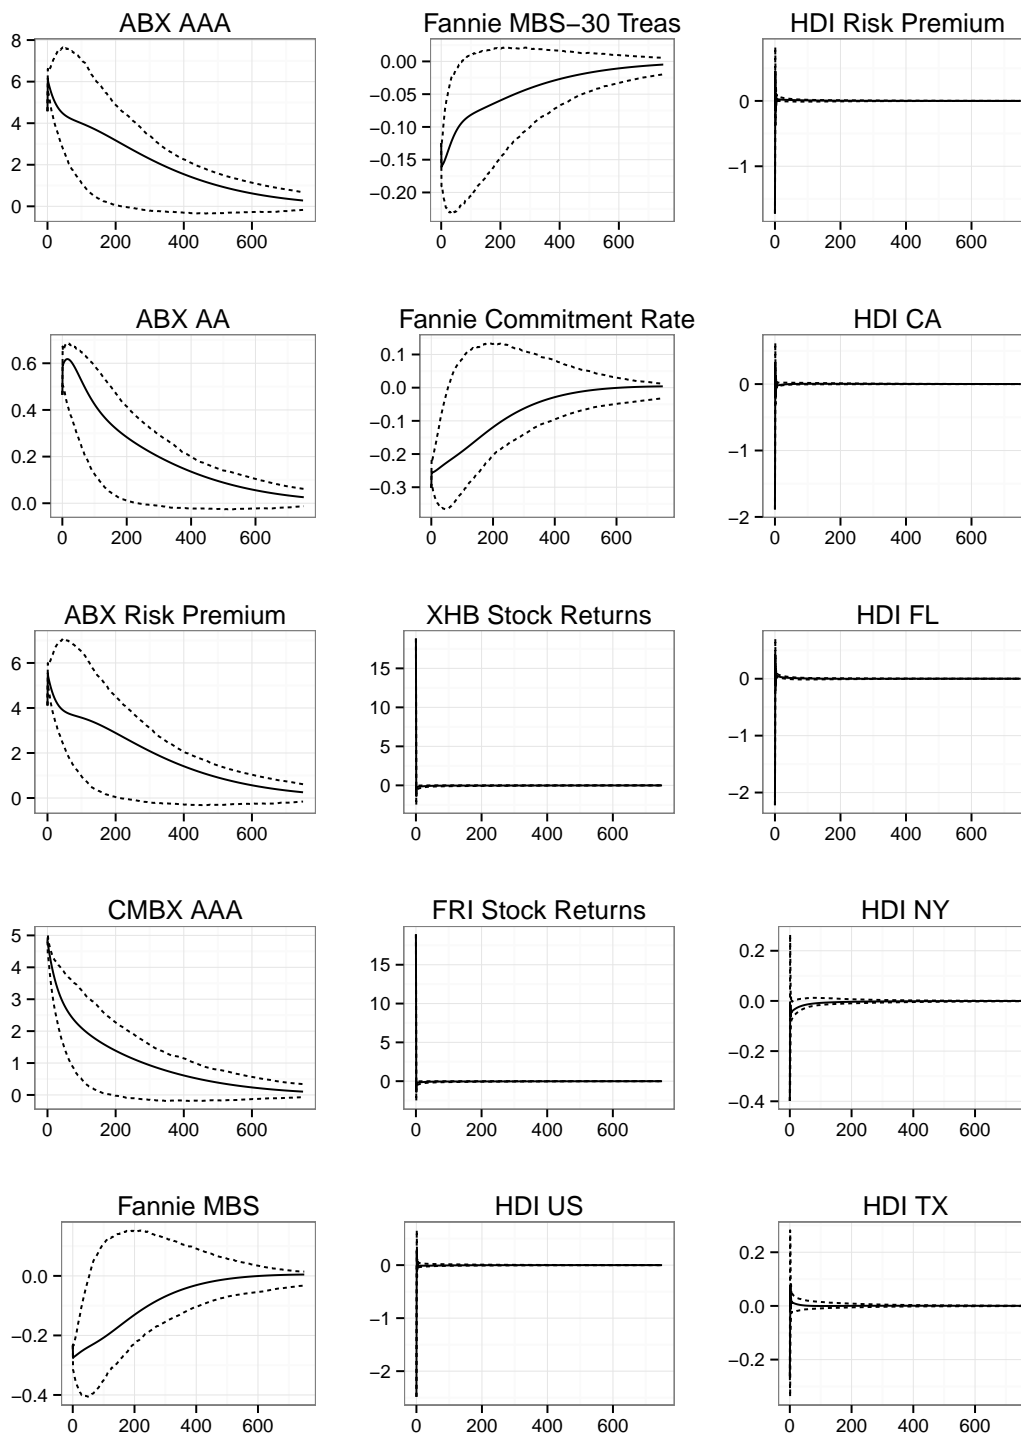 ABX AAA
8
6
4
2
0
0 200 400 600
Fannie MBS−30 Treas
0.00
−0.05
−0.10
−0.15
−0.20
0 200 400 600
HDI Risk Premium
0
−1
0 200 400 600
ABX AA
0.6
0.4
0.2
0.0
0 200 400 600
Fannie Commitment Rate
0.1
0.0
−0.1
−0.2
−0.3
0 200 400 600
HDI CA
0
−1
−2
0 200 400 600
ABX Risk Premium
6
4
2
0
0 200 400 600
XHB Stock Returns
15
10
5
0
0 200 400 600
HDI FL
0
−1
−2
0 200 400 600
CMBX AAA
5
4
3
2
1
0
0 200 400 600
FRI Stock Returns
15
10
5
0
0 200 400 600
HDI NY
0.2
0.0
−0.2
−0.4
0 200 400 600
Fannie MBS
0.0
−0.2
−0.4
0 200 400 600
HDI US
0
−1
−2
0 200 400 600
HDI TX
0.2
0.0
−0.2
0 200 400 600